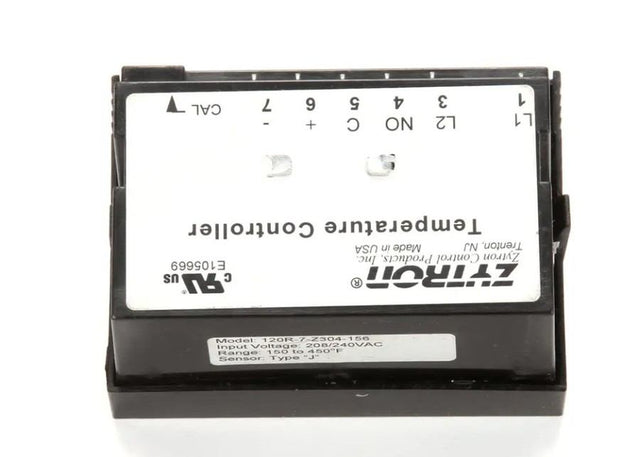 ZYTRON®
Zytron Control Products, Inc.
Trenton, NJ Made in USA
C UL US
E105669
Temperature Controller
L1 L2 NO C + - CAL
1 3 4 5 6 7
Model: 120R-7-Z304-156
Input Voltage: 208/240VAC
Range: 150 to 450°F
Sensor: Type "J"